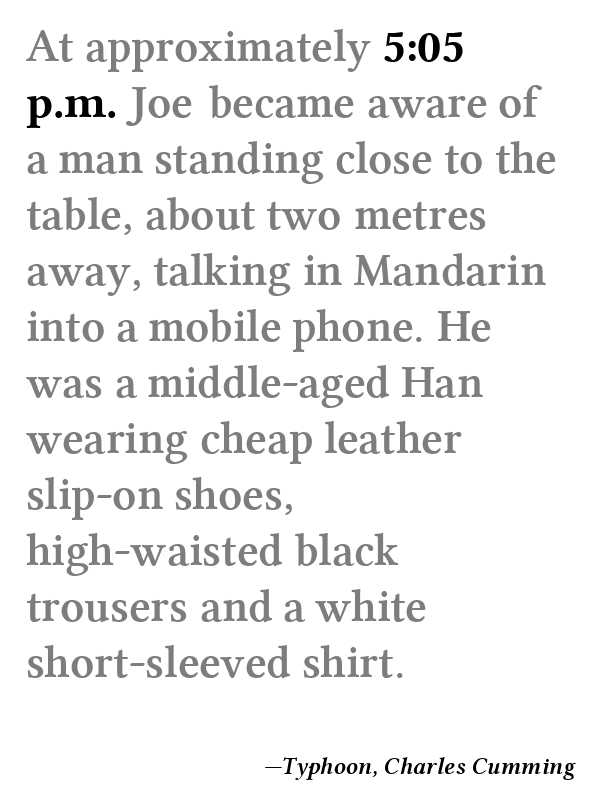 At approximately 5:05
p.m. Joe became aware of
a man standing close to the
table, about two metres
away, talking in Mandarin
into a mobile phone. He
was a middle-aged Han
wearing cheap leather
slip-on shoes,
high-waisted black
trousers and a white
short-sleeved shirt.
—Typhoon, Charles Cumming